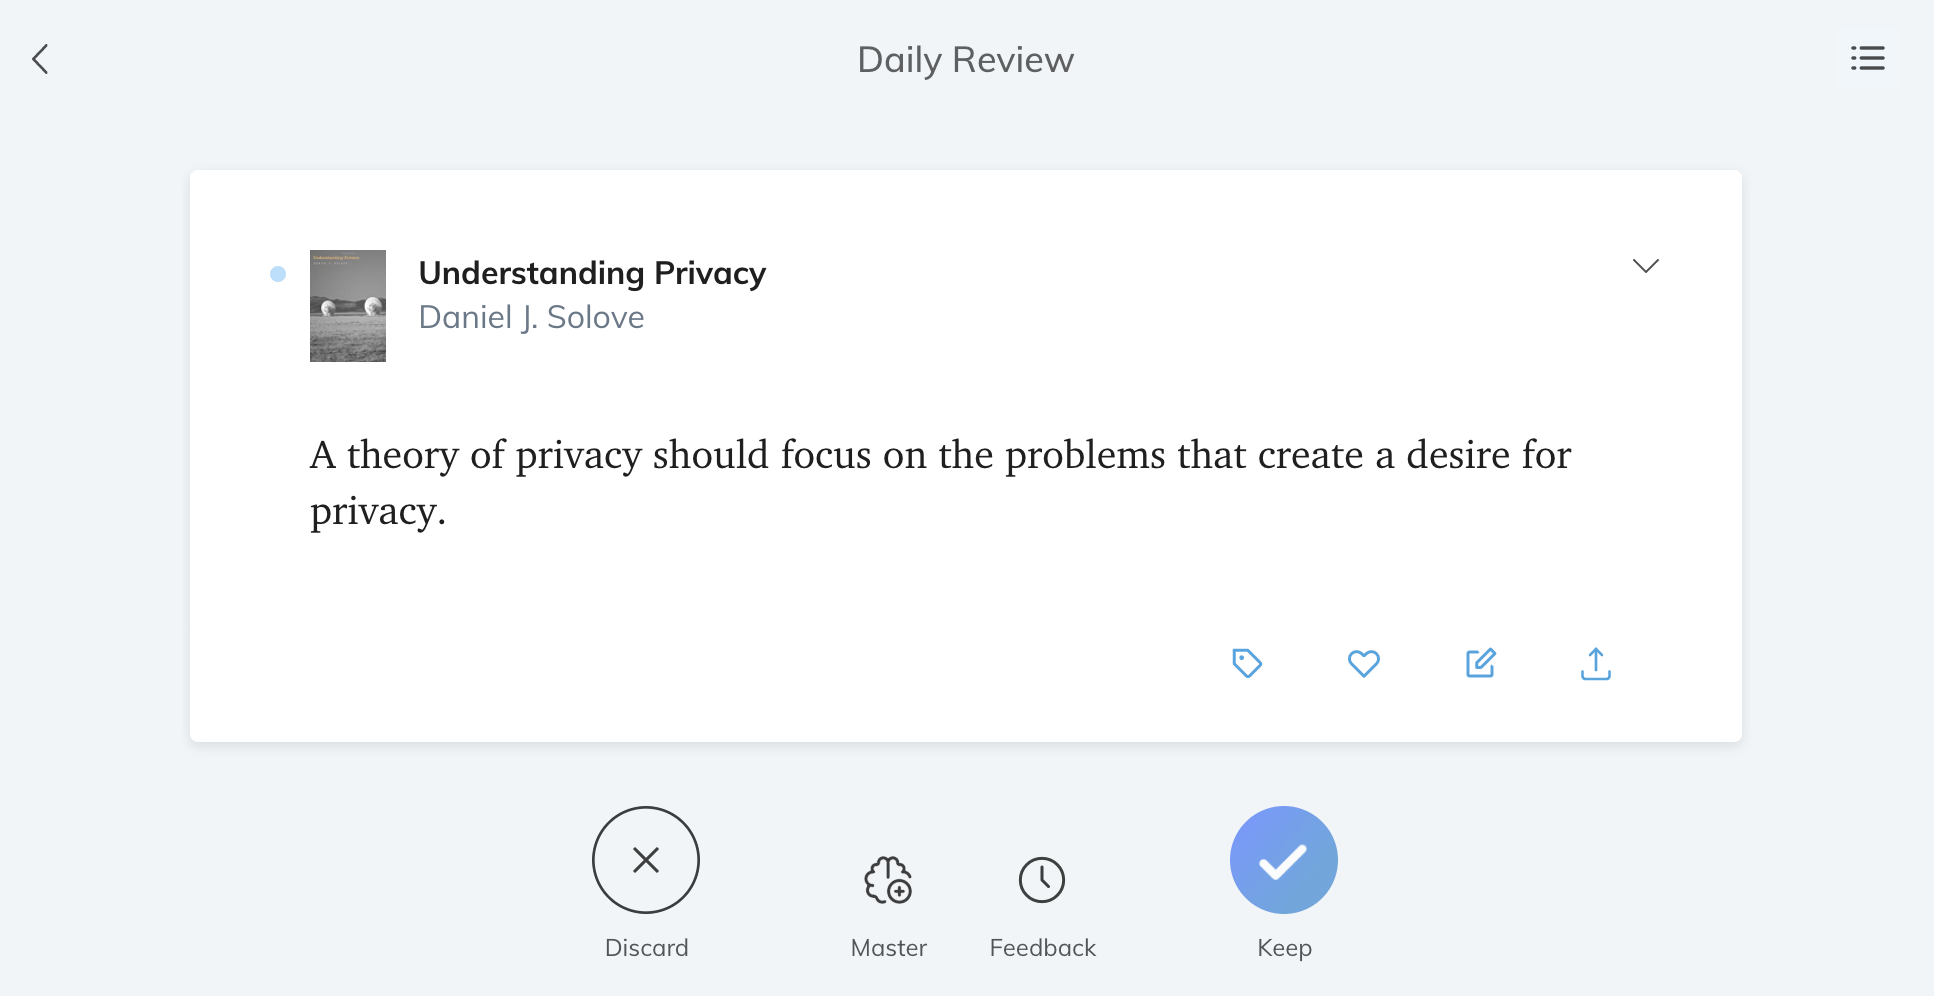 Daily Review
Understanding Privacy
Daniel J. Solove
A theory of privacy should focus on the problems that create a desire for
privacy.
Discard
Master
Feedback
Keep